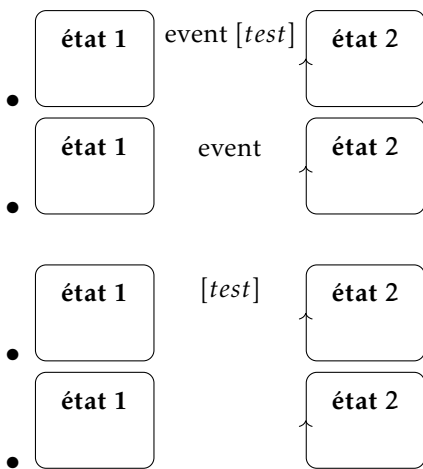 état 1 event [test] état 2
état 1 event état 2
état 1 [test] état 2
état 1 état 2